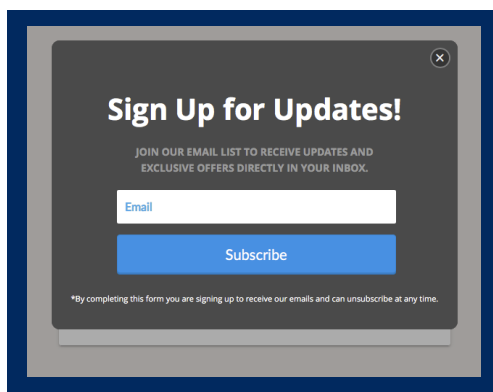 Sign Up for Updates!
JOIN OUR EMAIL LIST TO RECEIVE UPDATES AND
EXCLUSIVE OFFERS DIRECTLY IN YOUR INBOX.
Email
Subscribe
*By completing this form you are signing up to receive our emails and can unsubscribe at any time.